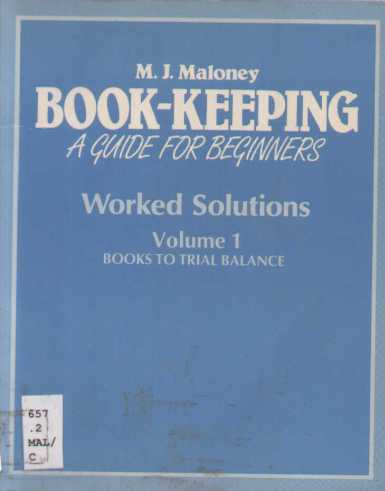 M. J. Maloney
BOOK-KEEPING
A GUIDE FOR BEGINNERS
Worked Solutions
Volume 1
BOOKS TO TRIAL BALANCE
657
.2
MAL/
C